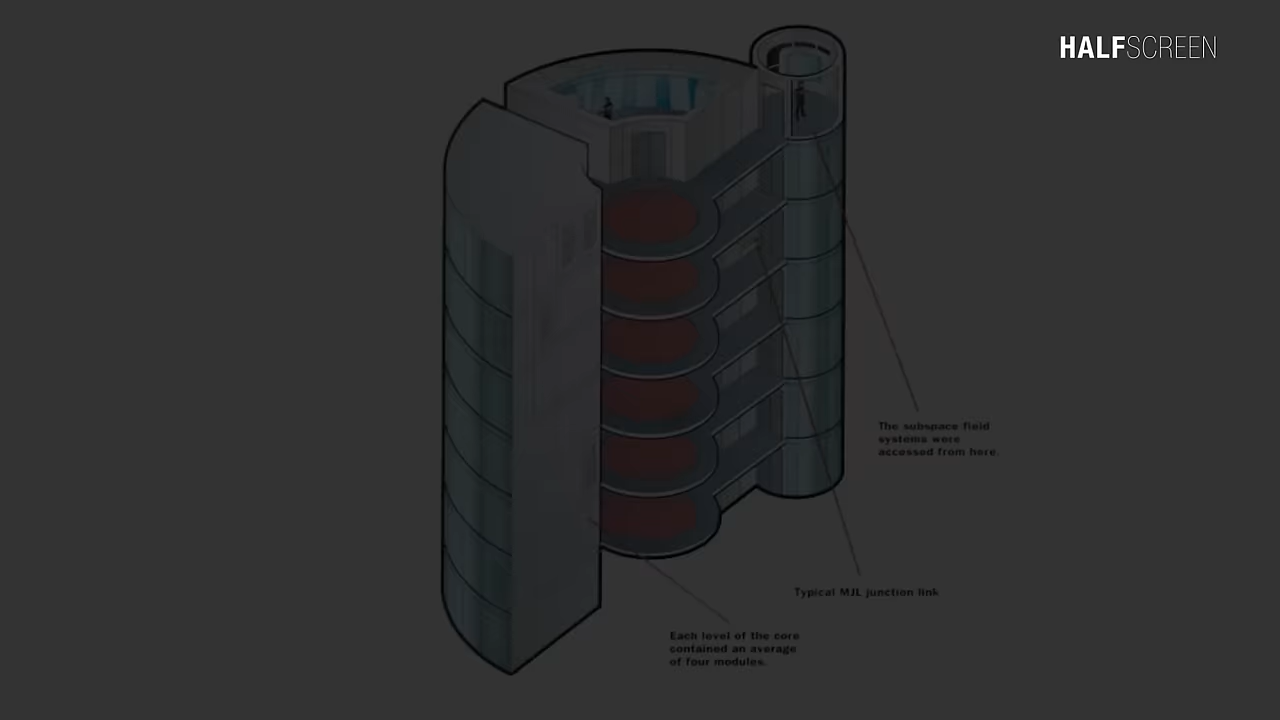 HALFSCREEN
The subspace field
systems were
accessed from here.
Typical MJL junction link
Each level of the core
contained an average
of four modules.